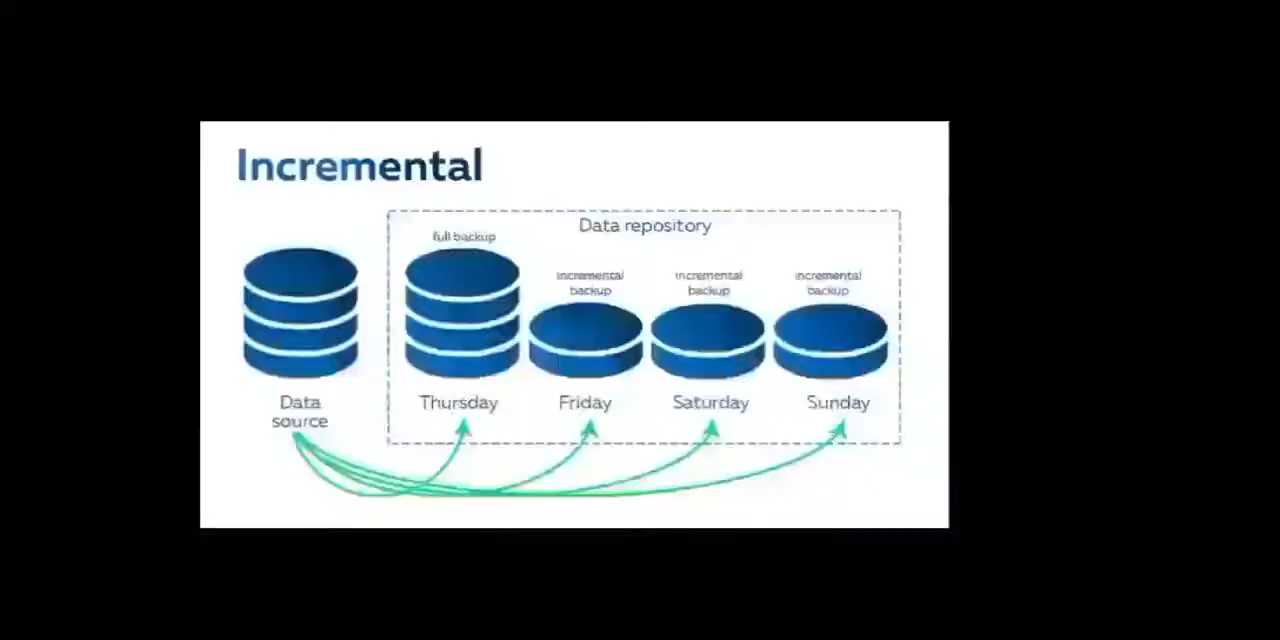 Incremental
Data repository
full backup
incremental
backup
incremental
backup
incremental
backup
Data
source
Thursday
Friday
Saturday
Sunday